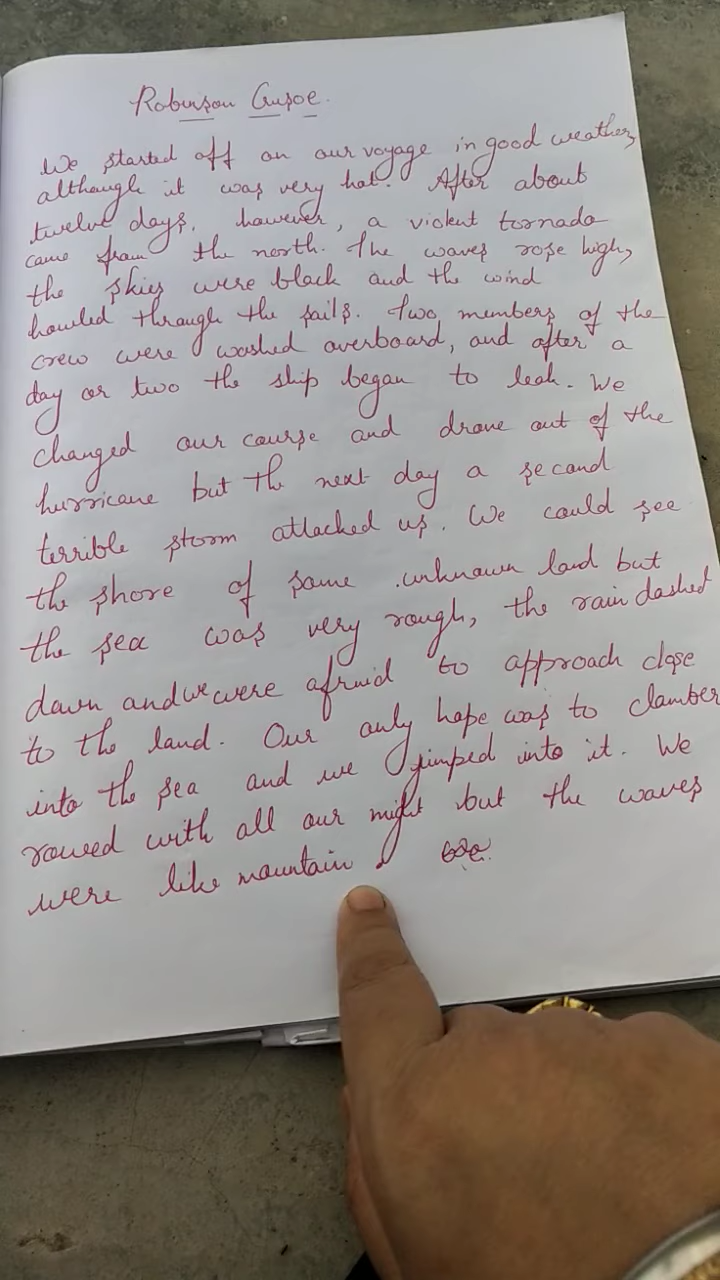 Robinson Crusoe.
We started off on our voyage in good weather,
although it was very hot. After about
twelve days, however, a violent tornado
came from the north. The waves rose high,
the skies were black and the wind
howled through the sails. Two members of the
crew were washed overboard, and after a
day or two the ship began to leak. We
changed our course and drove out of the
hurricane but the next day a second
terrible storm attacked us. We could see
the shore of some unknown land but
the sea was very rough, the rain dashed
down and we were afraid to approach close
to the land. Our only hope was to clamber
into the sea and we jimped into it. We
rowed with all our might but the waves
were like mountain.